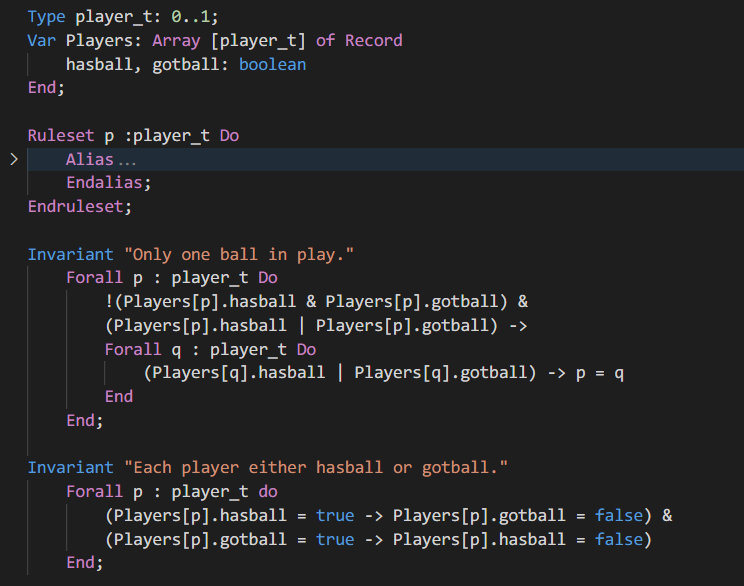 Type player_t: 0..1;
Var Players: Array [player_t] of Record
    hasball, gotball: boolean
End;

Ruleset p :player_t Do
    Alias...
    Endalias;
Endruleset;

Invariant "Only one ball in play."
    Forall p : player_t Do
        !(Players[p].hasball & Players[p].gotball) &
        (Players[p].hasball | Players[p].gotball) ->
        Forall q : player_t Do
            (Players[q].hasball | Players[q].gotball) -> p = q
        End
    End;

Invariant "Each player either hasball or gotball."
    Forall p : player_t do
        (Players[p].hasball = true -> Players[p].gotball = false) &
        (Players[p].gotball = true -> Players[p].hasball = false)
    End;